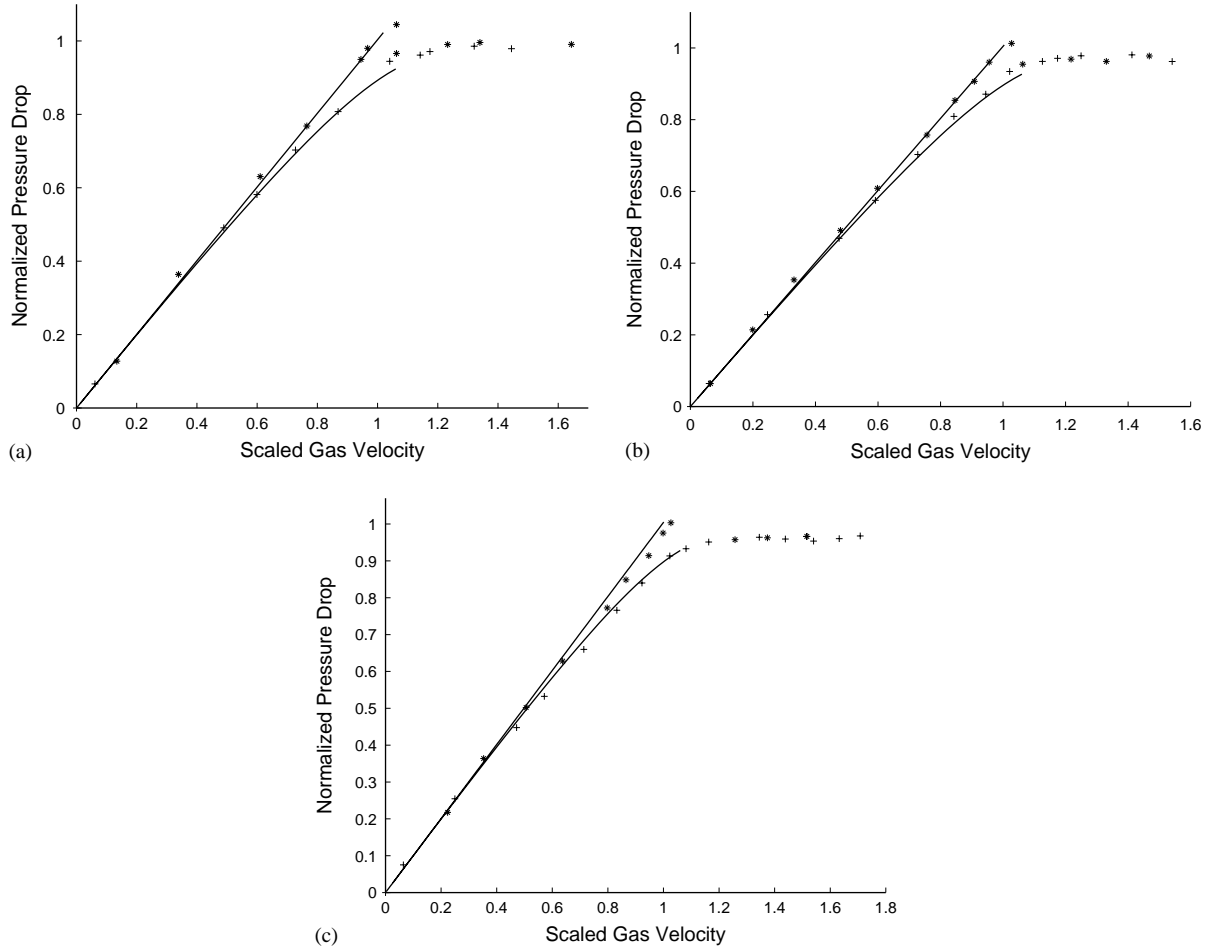 Normalized Pressure Drop
1
0.8
0.6
0.4
0.2
0
0 0.2 0.4 0.6 0.8 1 1.2 1.4 1.6
Scaled Gas Velocity
(a)
Normalized Pressure Drop
1
0.8
0.6
0.4
0.2
0
0 0.2 0.4 0.6 0.8 1 1.2 1.4 1.6
Scaled Gas Velocity
(b)
Normalized Pressure Drop
1
0.9
0.8
0.7
0.6
0.5
0.4
0.3
0.2
0.1
0
0 0.2 0.4 0.6 0.8 1 1.2 1.4 1.6 1.8
Scaled Gas Velocity
(c)